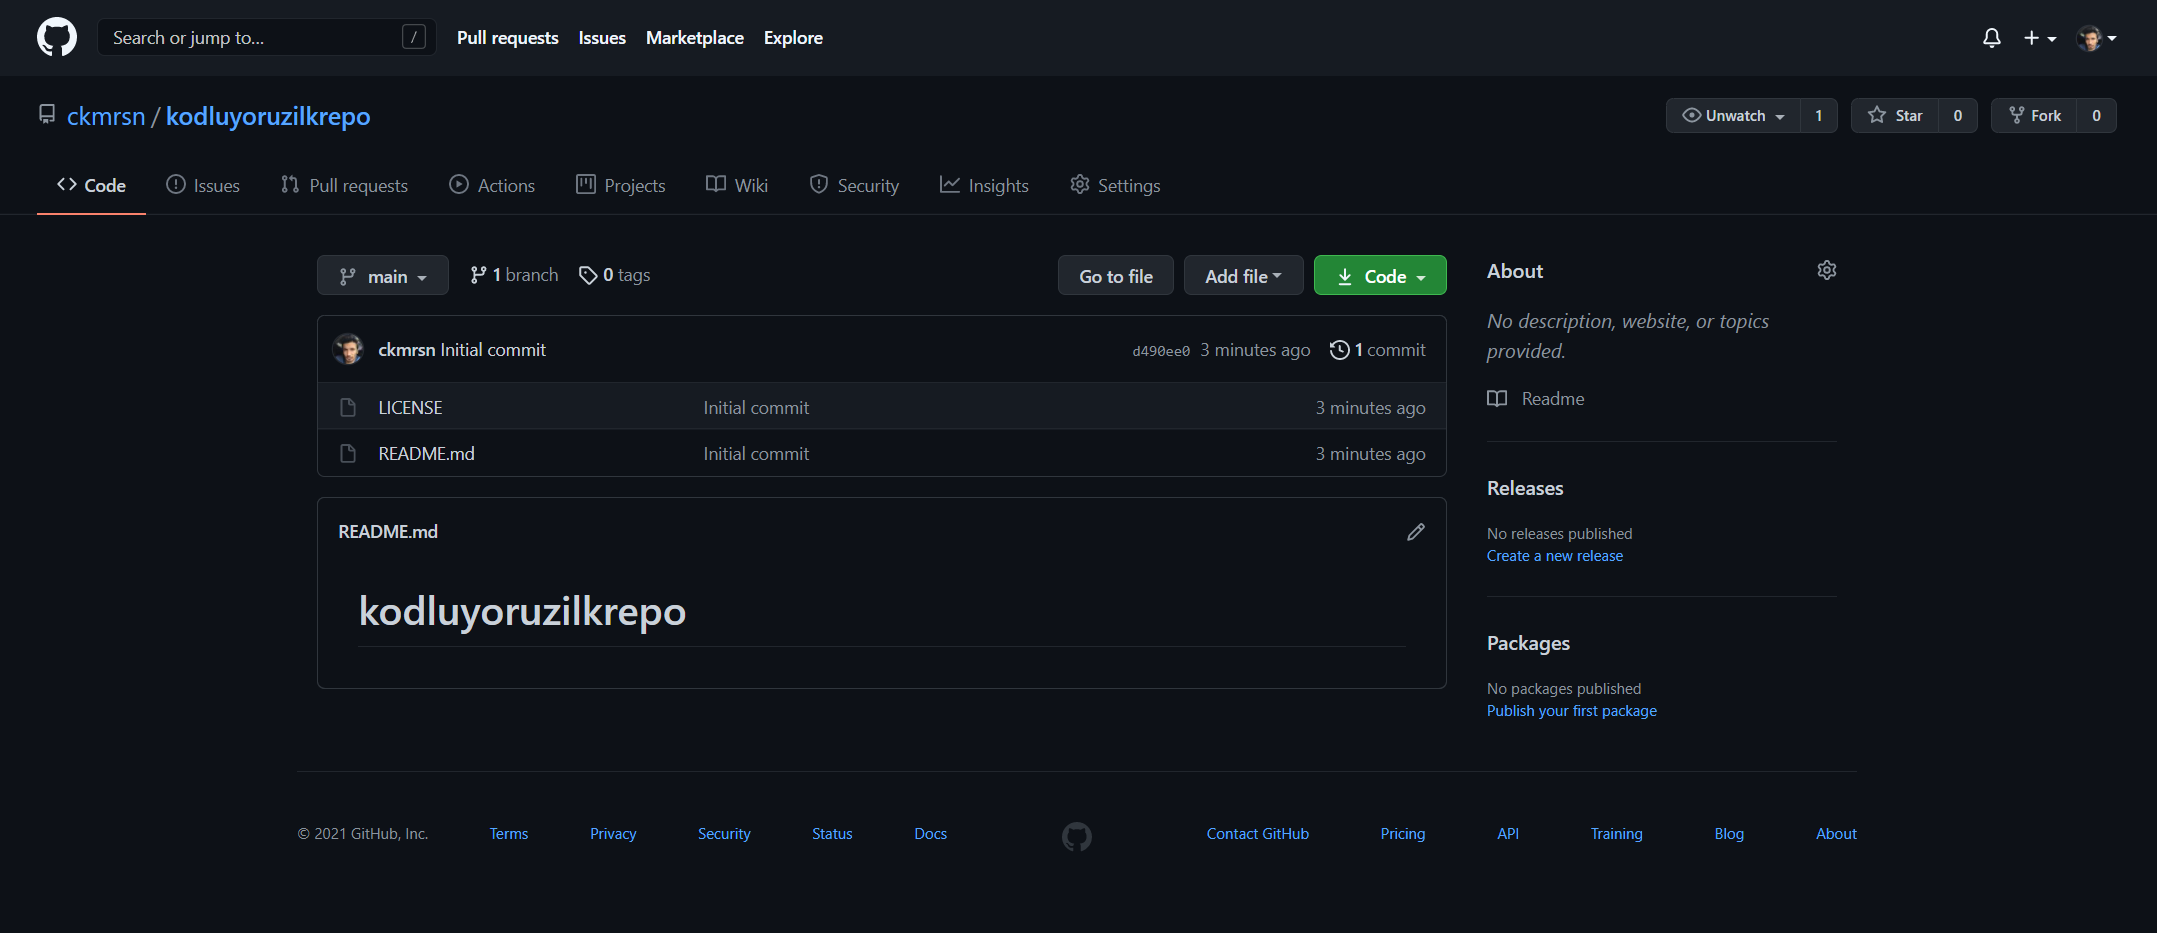 Search or jump to... / Pull requests Issues Marketplace Explore
ckmrsn / kodluyoruzilkrepo Unwatch 1 Star 0 Fork 0
Code Issues Pull requests Actions Projects Wiki Security Insights Settings
main 1 branch 0 tags Go to file Add file Code
ckmrsn Initial commit d490ee0 3 minutes ago 1 commit
LICENSE Initial commit 3 minutes ago
README.md Initial commit 3 minutes ago
README.md
kodluyoruzilkrepo
About
No description, website, or topics
provided.
Readme
Releases
No releases published
Create a new release
Packages
No packages published
Publish your first package
© 2021 GitHub, Inc. Terms Privacy Security Status Docs Contact GitHub Pricing API Training Blog About